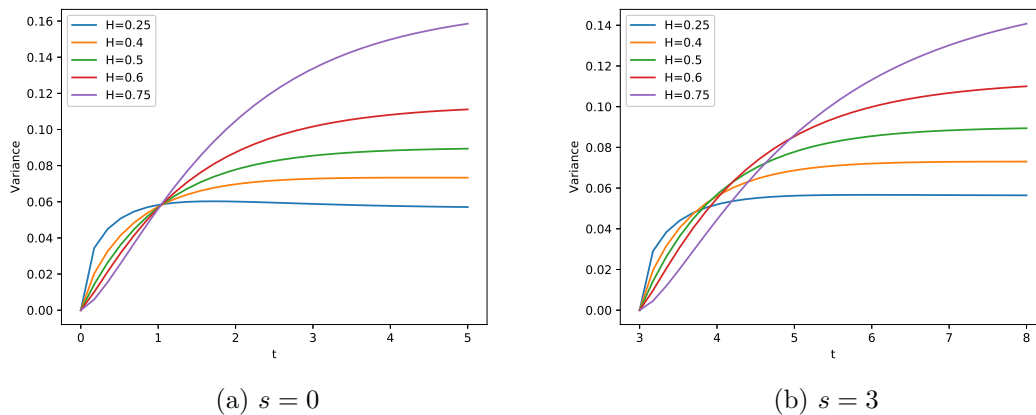 0.16
0.14
0.12
0.10
0.08
0.06
0.04
0.02
0.00
Variance
H=0.25
H=0.4
H=0.5
H=0.6
H=0.75
0 1 2 3 4 5
t
(a) s = 0
0.14
0.12
0.10
0.08
0.06
0.04
0.02
0.00
Variance
H=0.25
H=0.4
H=0.5
H=0.6
H=0.75
3 4 5 6 7 8
t
(b) s = 3